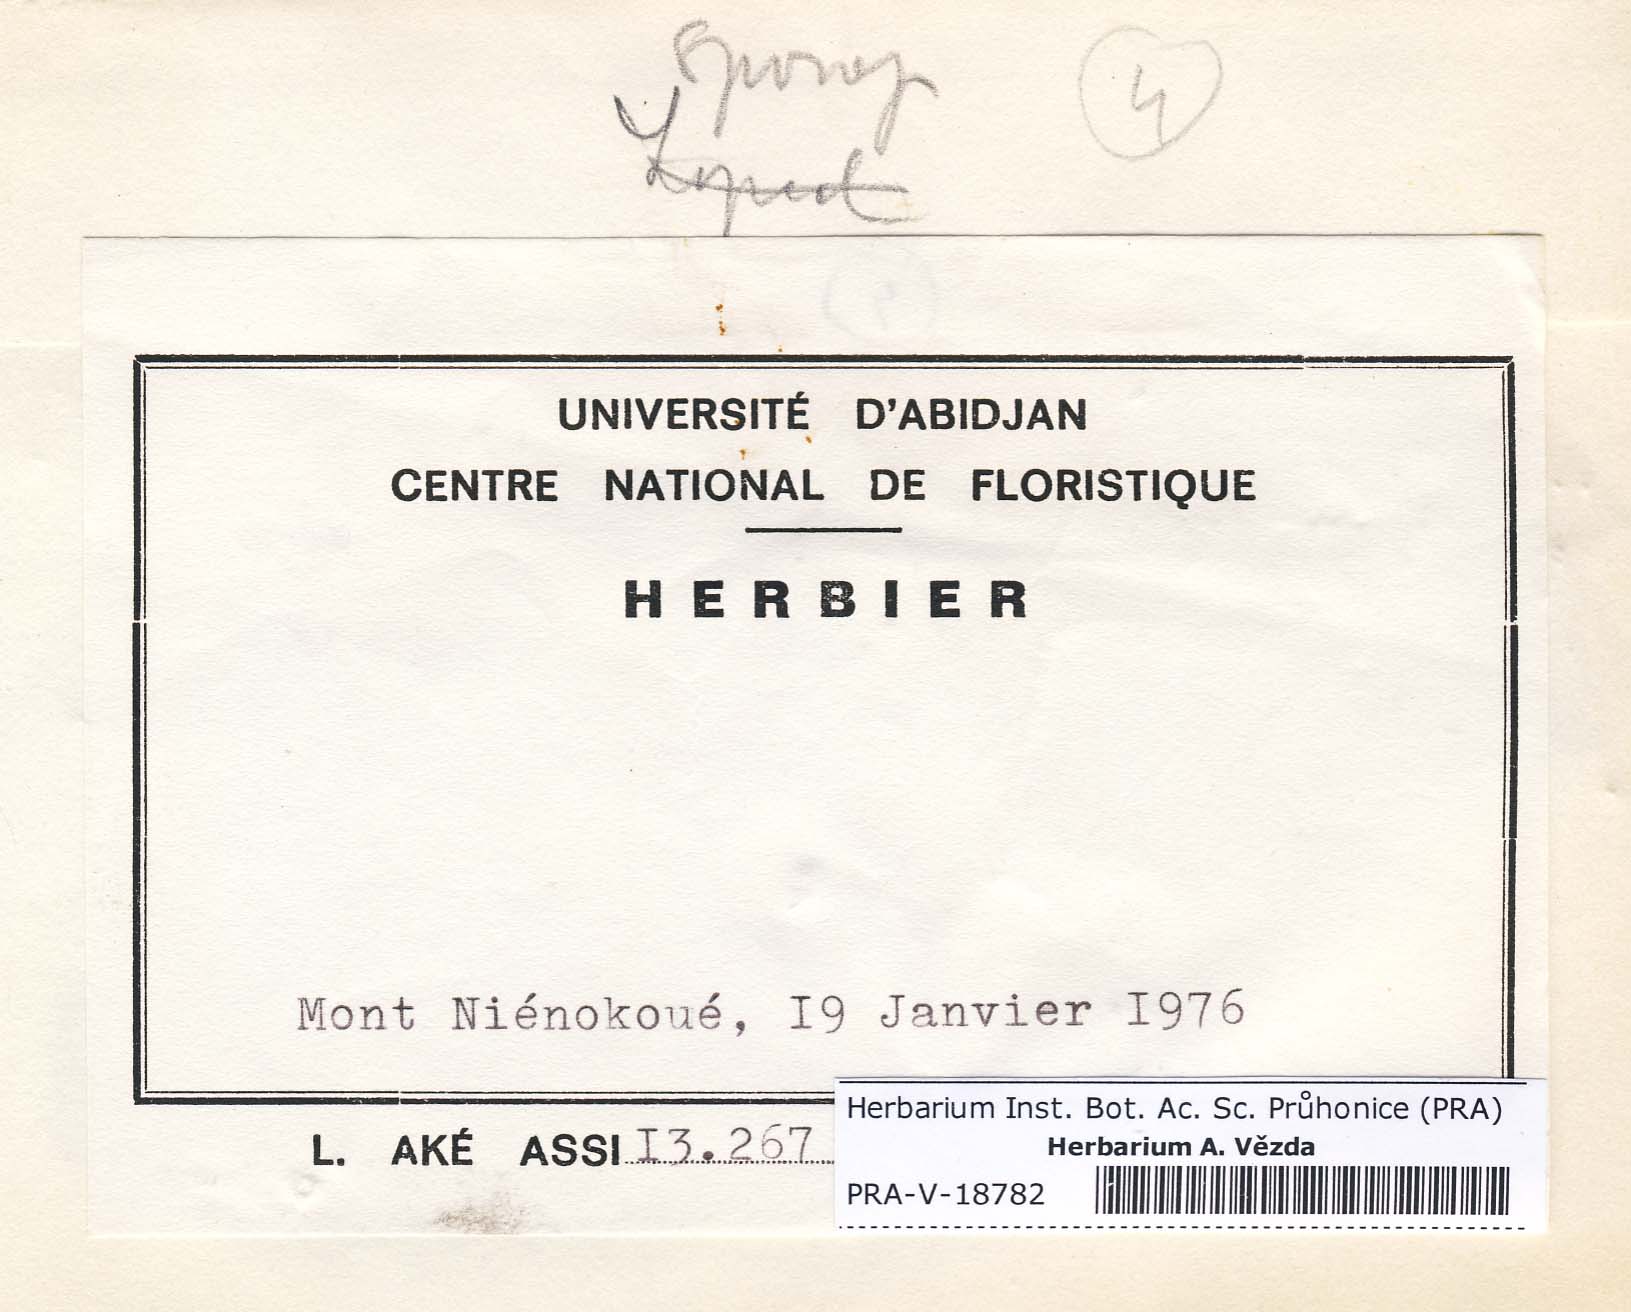 4
UNIVERSITÉ D'ABIDJAN
CENTRE NATIONAL DE FLORISTIQUE
HERBIER
Mont Niénokoué, I9 Janvier I976
L. AKÉ ASSI I3.267
Herbarium Inst. Bot. Ac. Sc. Průhonice (PRA)
Herbarium A. Vězda
PRA-V-18782